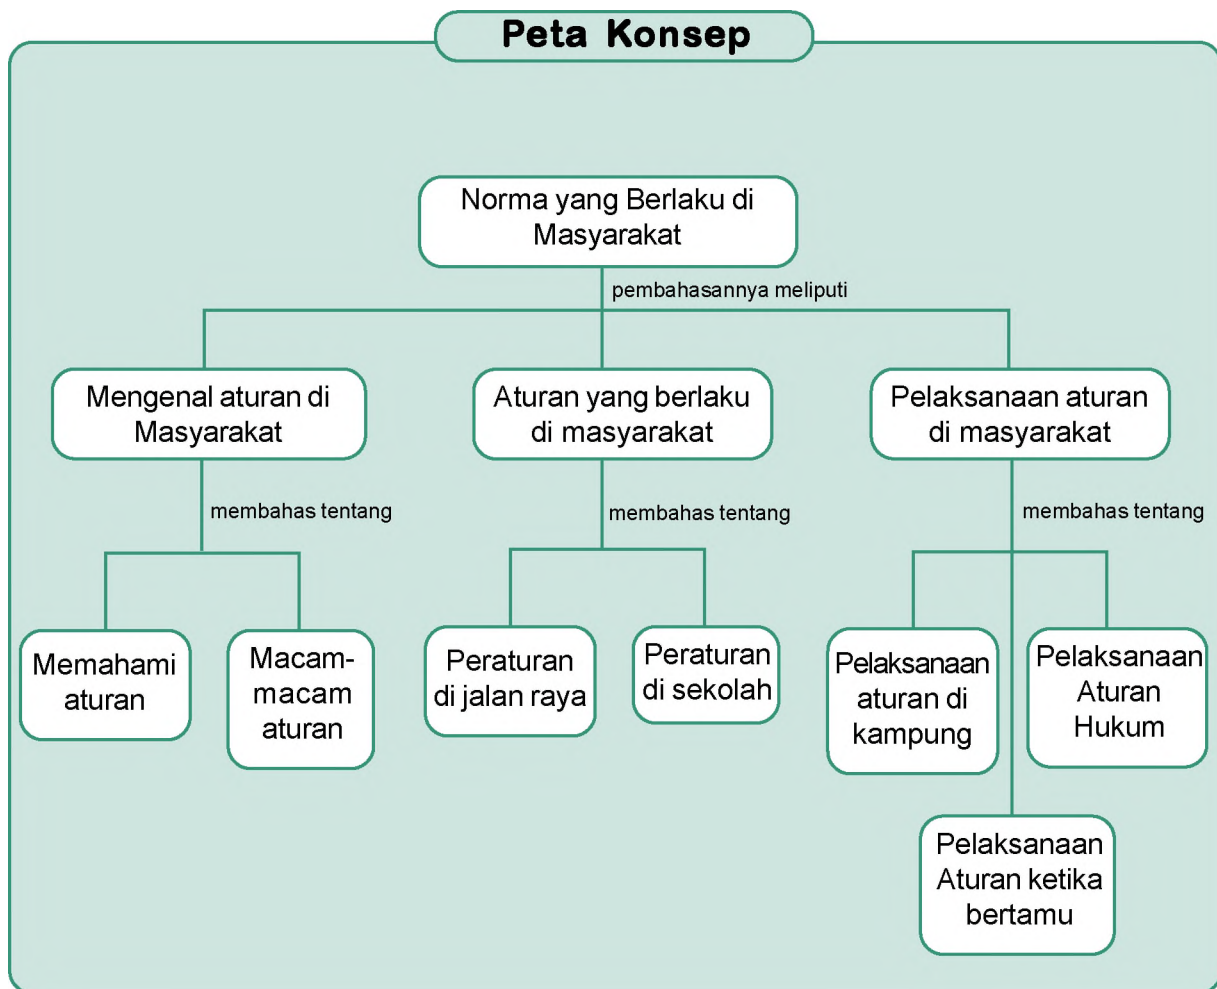 Peta Konsep
Norma yang Berlaku di
Masyarakat
pembahasannya meliputi
Mengenal aturan di
Masyarakat
Aturan yang berlaku
di masyarakat
Pelaksanaan aturan
di masyarakat
membahas tentang
membahas tentang
membahas tentang
Memahami
aturan
Macam-
macam
aturan
Peraturan
di jalan raya
Peraturan
di sekolah
Pelaksanaan
aturan di
kampung
Pelaksanaan
Aturan
Hukum
Pelaksanaan
Aturan ketika
bertamu